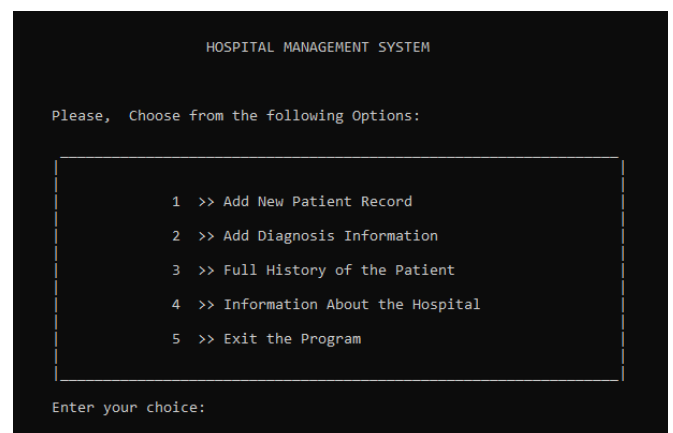 HOSPITAL MANAGEMENT SYSTEM
Please,  Choose from the following Options:
1  >> Add New Patient Record
2  >> Add Diagnosis Information
3  >> Full History of the Patient
4  >> Information About the Hospital
5  >> Exit the Program
Enter your choice: